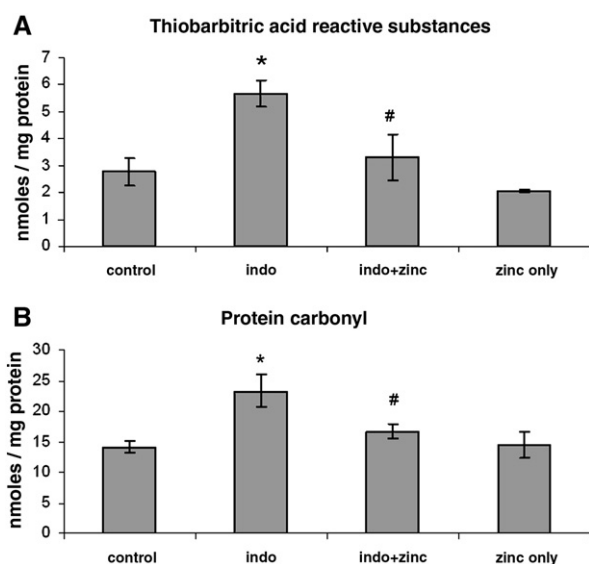 A
Thiobarbitric acid reactive substances
nmoles / mg protein
7
6
5
4
3
2
1
0
*
#
control indo indo+zinc zinc only
B
Protein carbonyl
nmoles / mg protein
30
25
20
15
10
5
0
*
#
control indo indo+zinc zinc only